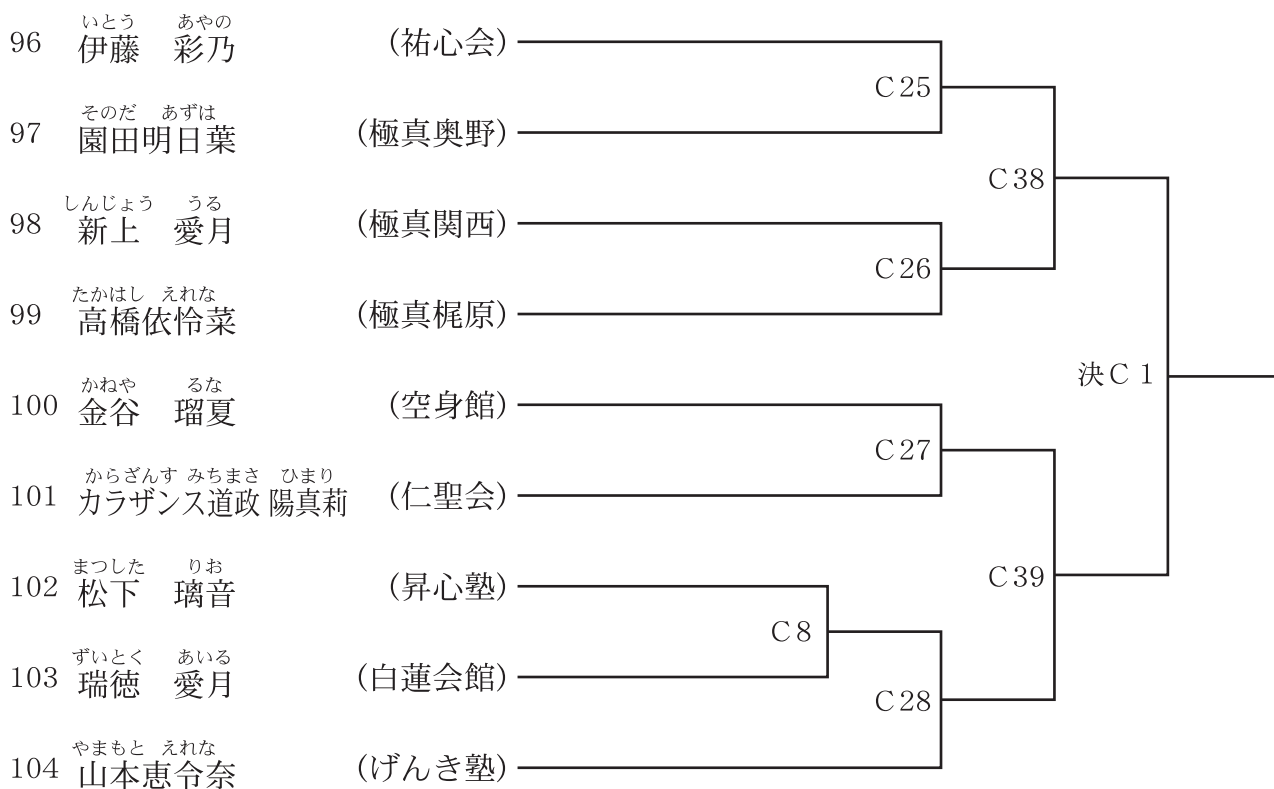 いとう あやの
96 伊藤 彩乃 (祐心会)
C25
そのだ あずは
97 園田明日葉 (極真奥野)
C38
しんじょう うる
98 新上 愛月 (極真関西)
C26
たかはし えれな
99 高橋依怜菜 (極真梶原)
決C1
かねや るな
100 金谷 瑠夏 (空身館)
C27
からざんす みちまさ ひまり
101 カラザンス道政 陽真莉 (仁聖会)
C39
まつした りお
102 松下 璃音 (昇心塾)
C8
ずいとく あいる
103 瑞徳 愛月 (白蓮会館)
C28
やまもと えれな
104 山本恵令奈 (げんき塾)